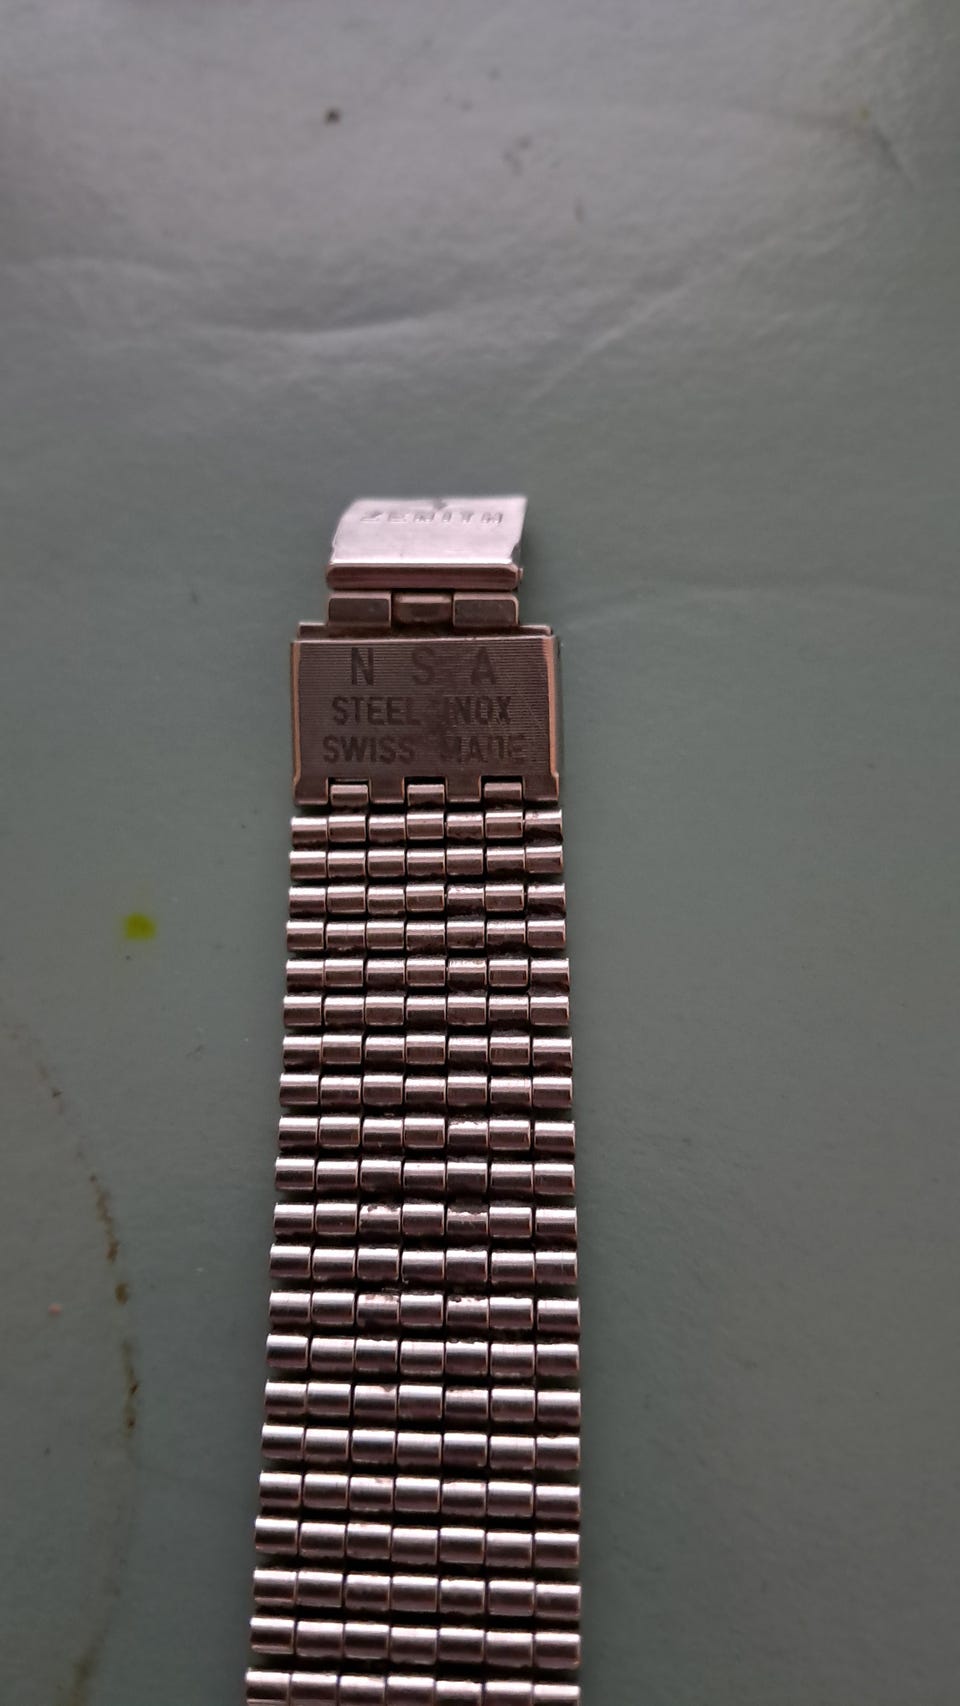 ZENITH
N S A
STEEL INOX
SWISS MADE